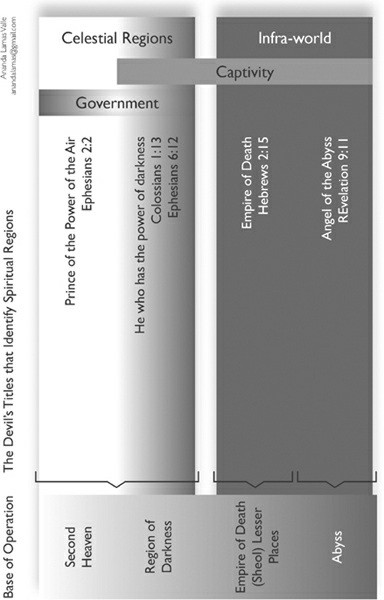 Ananda Lamas Valle
anandalamas@gmail.com
Base of Operation
The Devil's Titles that Identify Spiritual Regions
Celestial Regions
Infra-world
Captivity
Government
Second
Heaven
Prince of the Power of the Air
Ephesians 2:2
Region of
Darkness
He who has the power of darkness
Colossians 1:13
Ephesians 6:12
Empire of Death
(Sheol) Lesser
Places
Empire of Death
Hebrews 2:15
Abyss
Angel of the Abyss
REvelation 9:11